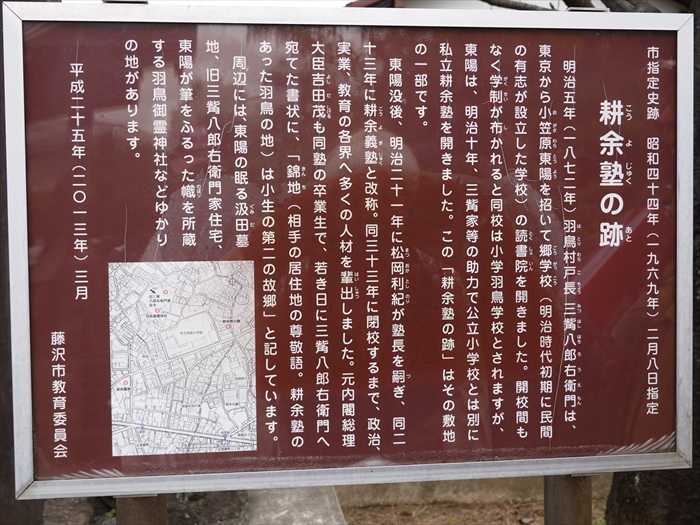 市指定史跡　昭和四十四年（一九六九年）二月八日指定
耕余塾の跡
こうよじゅく　あと
明治五年（一八七二年）羽鳥村戸長三觜八郎右衛門は、
東京から小笠原東陽を招いて郷学校（明治時代初期に民間
の有志が設立した学校）の読書院を開きました。開校間も
なく学制が布かれると同校は小学羽鳥学校とされますが、
東陽は、明治十年、三觜家等の助力で公立小学校とは別に
私立耕余塾を開きました。この「耕余塾の跡」はその敷地
の一部です。
東陽没後、明治二十一年に松岡利紀が塾長を嗣ぎ、同二
十三年に耕余義塾と改称。同三十三年に閉校するまで、政治、
実業、教育の各界へ多くの人材を輩出しました。元内閣総理
大臣吉田茂も同塾の卒業生で、若き日に三觜八郎右衛門へ
宛てた書状に、「錦地（相手の居住地の尊敬語。耕余塾の
あった羽鳥の地）は小生の第二の故郷」と記しています。
周辺には東陽の眠る汲田墓
地、旧三觜八郎右衛門家住宅、
東陽が筆をふるった幟を所蔵
する羽鳥御霊神社などゆかり
の地があります。
平成二十五年（二〇一三年）三月
藤沢市教育委員会